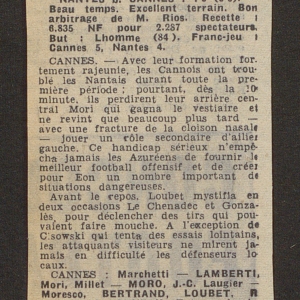 Beau temps. Excellent terrain. Bon
arbitrage de M. Rios. Recette :
6.835 NF pour 2.257 spectateurs.
But : Lhomme (84'). Franc-jeu :
Cannes 5, Nantes 4.
CANNES. — Avec leur formation for-
tement rajeunie, les Cannois ont trou-
blé les Nantais durant toute la pre-
mière période ; pourtant, dès la 10e
minute, ils perdirent leur arrière cen-
tral Mori qui gagna le vestiaire et
ne revint que beaucoup plus tard —
avec une fracture de la cloison nasale
— jouer un rôle secondaire d'ailier
gauche. Ce handicap sérieux n'empê-
cha jamais les Azuréens de fournir le
meilleur football offensif et de créer
pour Eon un nombre important de
situations dangereuses.
Avant le repos, Loubet mystifia en
deux occasions Le Chenadec et Gonza-
lès, pour déclencher des tirs qui pou-
vaient faire mouche. A l'exception de
Cisowski qui tenta des essais lointains,
les attaquants visiteurs ne mirent ja-
mais en difficulté les défenseurs lo-
caux.
CANNES : Marchetti — LAMBERTI,
Mori, Millet — MORO, J.-C. Laugier —
Moresco, BERTRAND, LOUBET, R